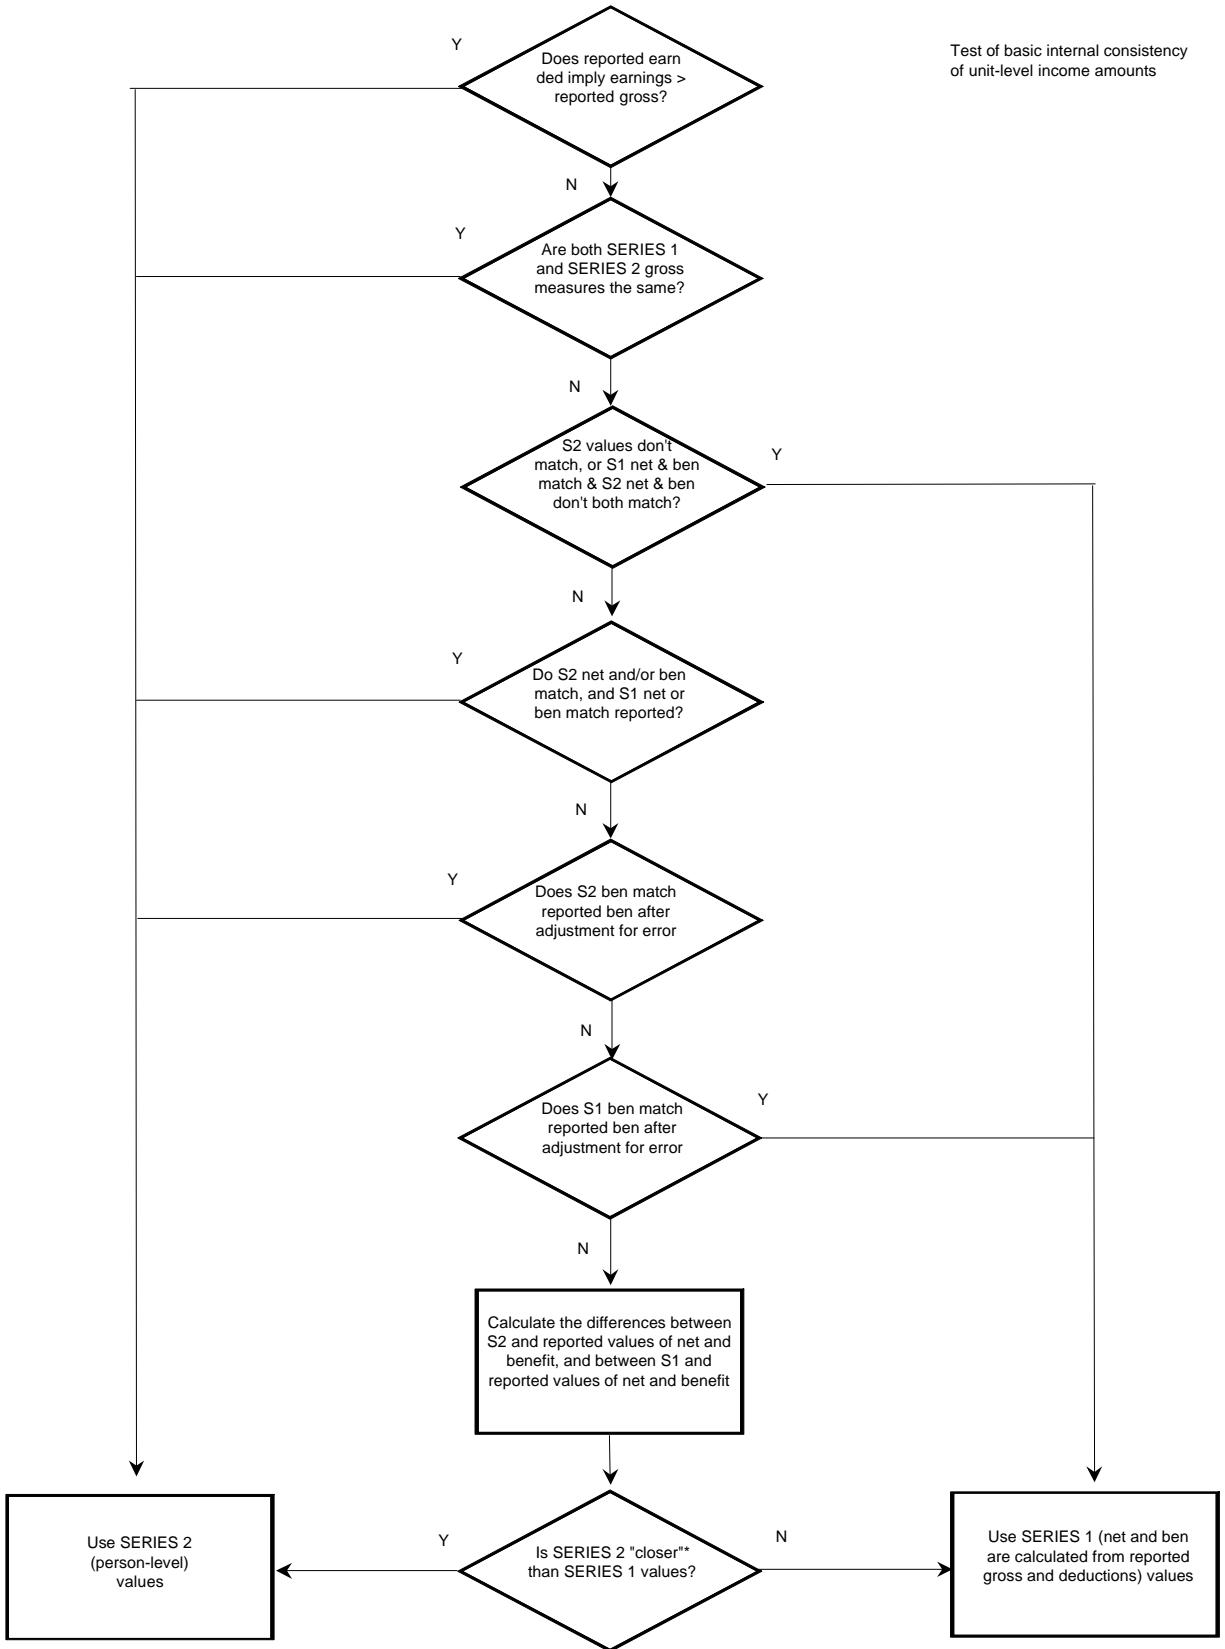 Y
Does reported earn
ded imply earnings >
reported gross?
Test of basic internal consistency
of unit-level income amounts
N
Y
Are both SERIES 1
and SERIES 2 gross
measures the same?
N
S2 values don't
match, or S1 net & ben
match & S2 net & ben
don't both match?
Y
N
Y
Do S2 net and/or ben
match, and S1 net or
ben match reported?
N
Y
Does S2 ben match
reported ben after
adjustment for error
N
Does S1 ben match
reported ben after
adjustment for error
Y
N
Calculate the differences between
S2 and reported values of net and
benefit, and between S1 and
reported values of net and benefit
Use SERIES 2
(person-level)
values
Y
Is SERIES 2 "closer"*
than SERIES 1 values?
N
Use SERIES 1 (net and ben
are calculated from reported
gross and deductions) values